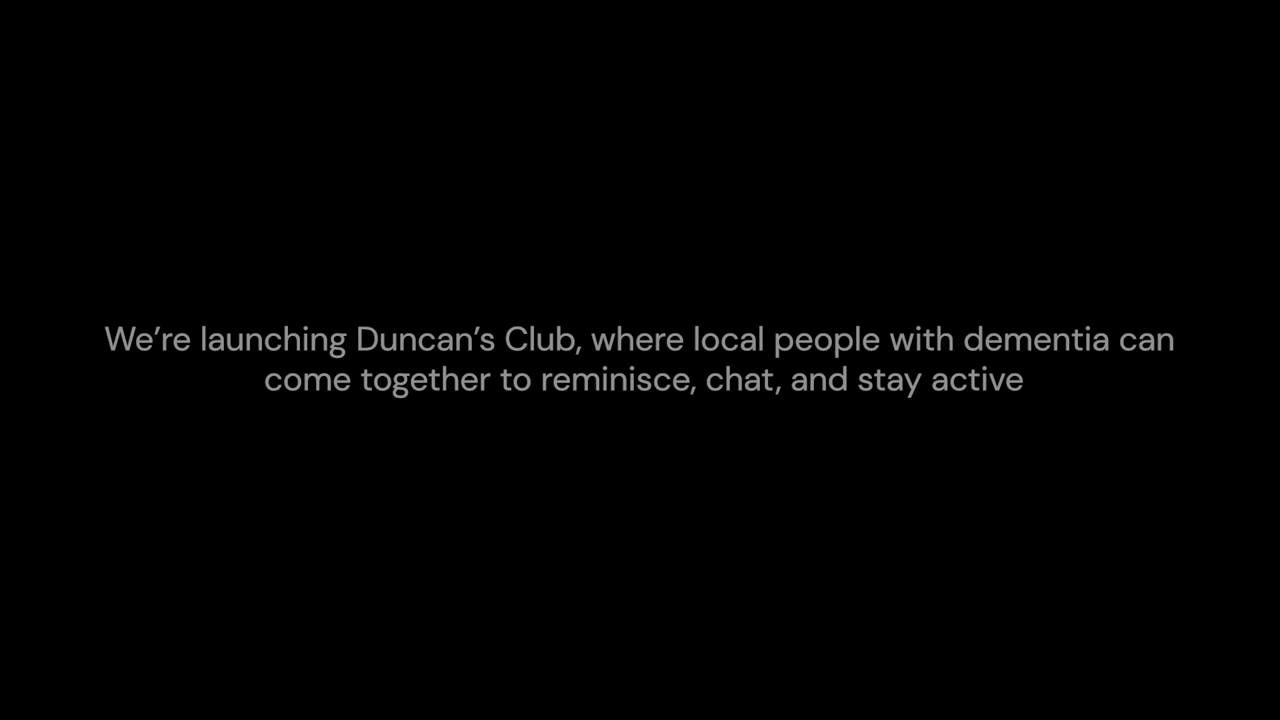 We’re launching Duncan’s Club, where local people with dementia can
come together to reminisce, chat, and stay active